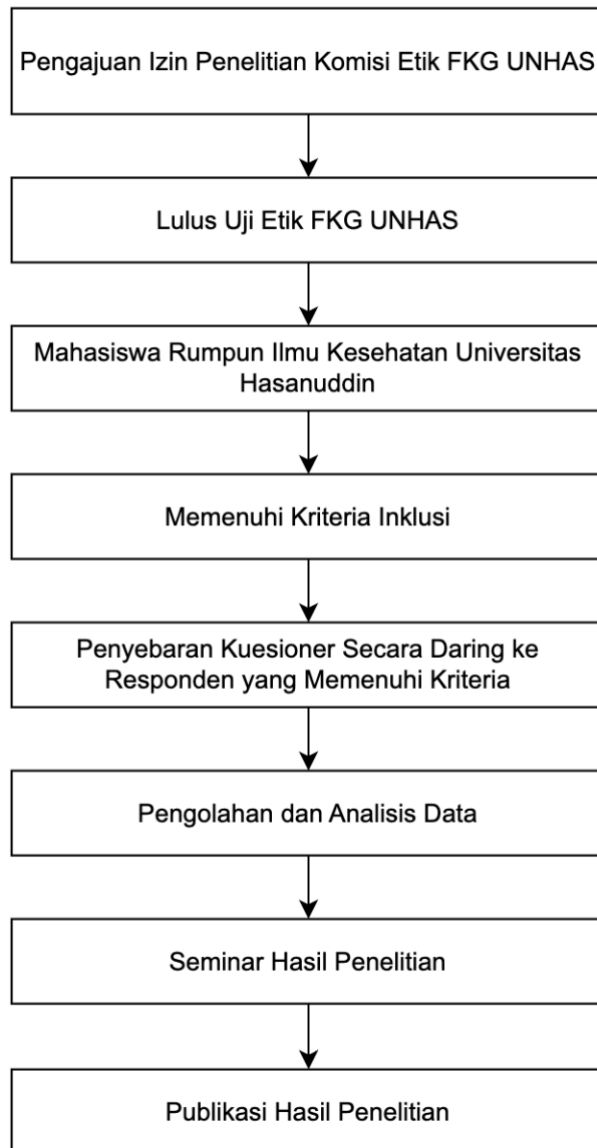 Pengajuan Izin Penelitian Komisi Etik FKG UNHAS
Lulus Uji Etik FKG UNHAS
Mahasiswa Rumpun Ilmu Kesehatan Universitas
Hasanuddin
Memenuhi Kriteria Inklusi
Penyebaran Kuesioner Secara Daring ke
Responden yang Memenuhi Kriteria
Pengolahan dan Analisis Data
Seminar Hasil Penelitian
Publikasi Hasil Penelitian